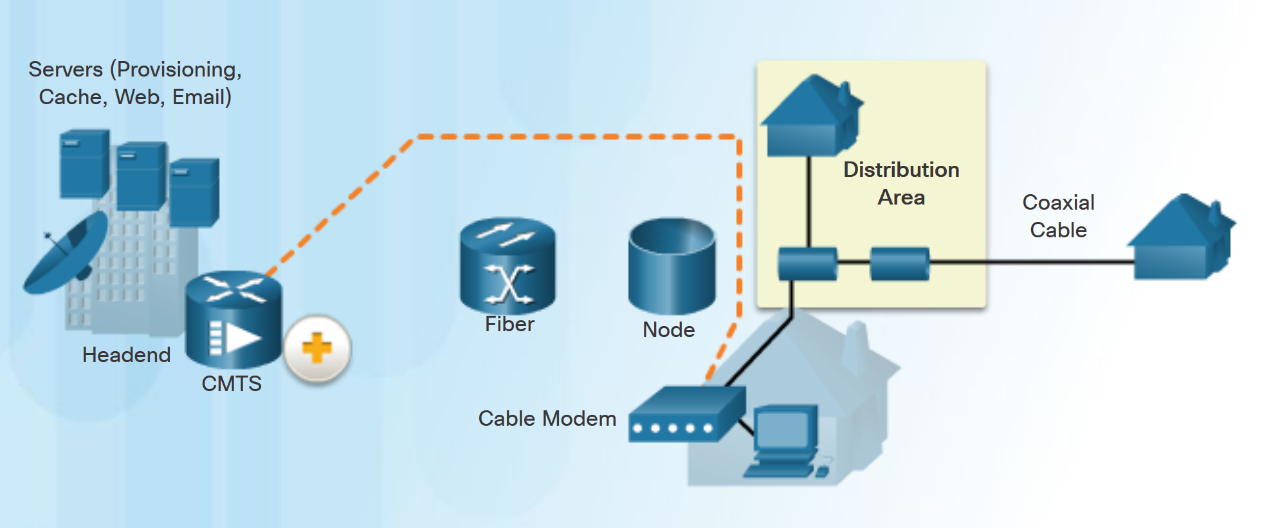 Servers (Provisioning,
Cache, Web, Email)
Distribution
Area
Coaxial
Cable
Fiber
Node
Headend
CMTS
Cable Modem